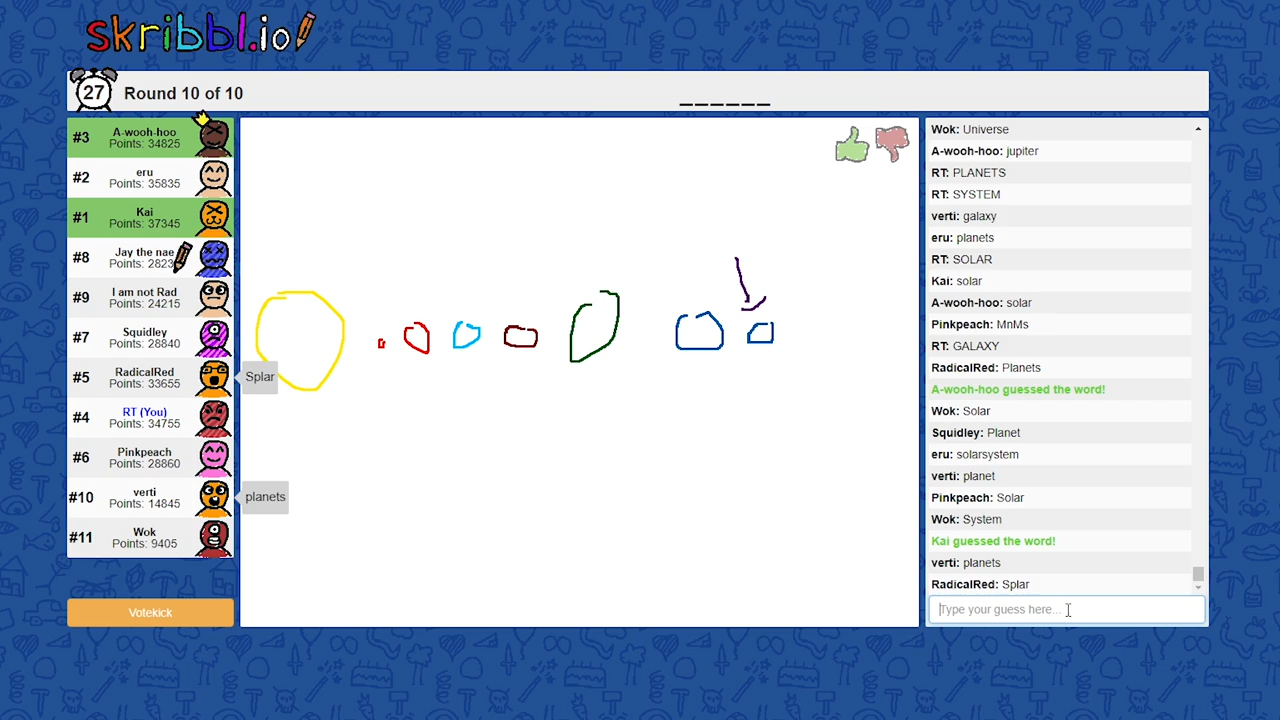 skribbl.io
27
Round 10 of 10
______
#3
A-wooh-hoo
Points: 34825
#2
eru
Points: 35835
#1
Kai
Points: 37345
#8
Jay the nae
Points: 2823
#9
I am not Rad
Points: 24215
#7
Squidley
Points: 28840
#5
RadicalRed
Points: 33655
Splar
#4
RT (You)
Points: 34755
#6
Pinkpeach
Points: 28860
#10
verti
Points: 14845
planets
#11
Wok
Points: 9405
Votekick
Wok: Universe
A-wooh-hoo: jupiter
RT: PLANETS
RT: SYSTEM
verti: galaxy
eru: planets
RT: SOLAR
Kai: solar
A-wooh-hoo: solar
Pinkpeach: MnMs
RT: GALAXY
RadicalRed: Planets
A-wooh-hoo guessed the word!
Wok: Solar
Squidley: Planet
eru: solarsystem
verti: planet
Pinkpeach: Solar
Wok: System
Kai guessed the word!
verti: planets
RadicalRed: Splar
Type your guess here...